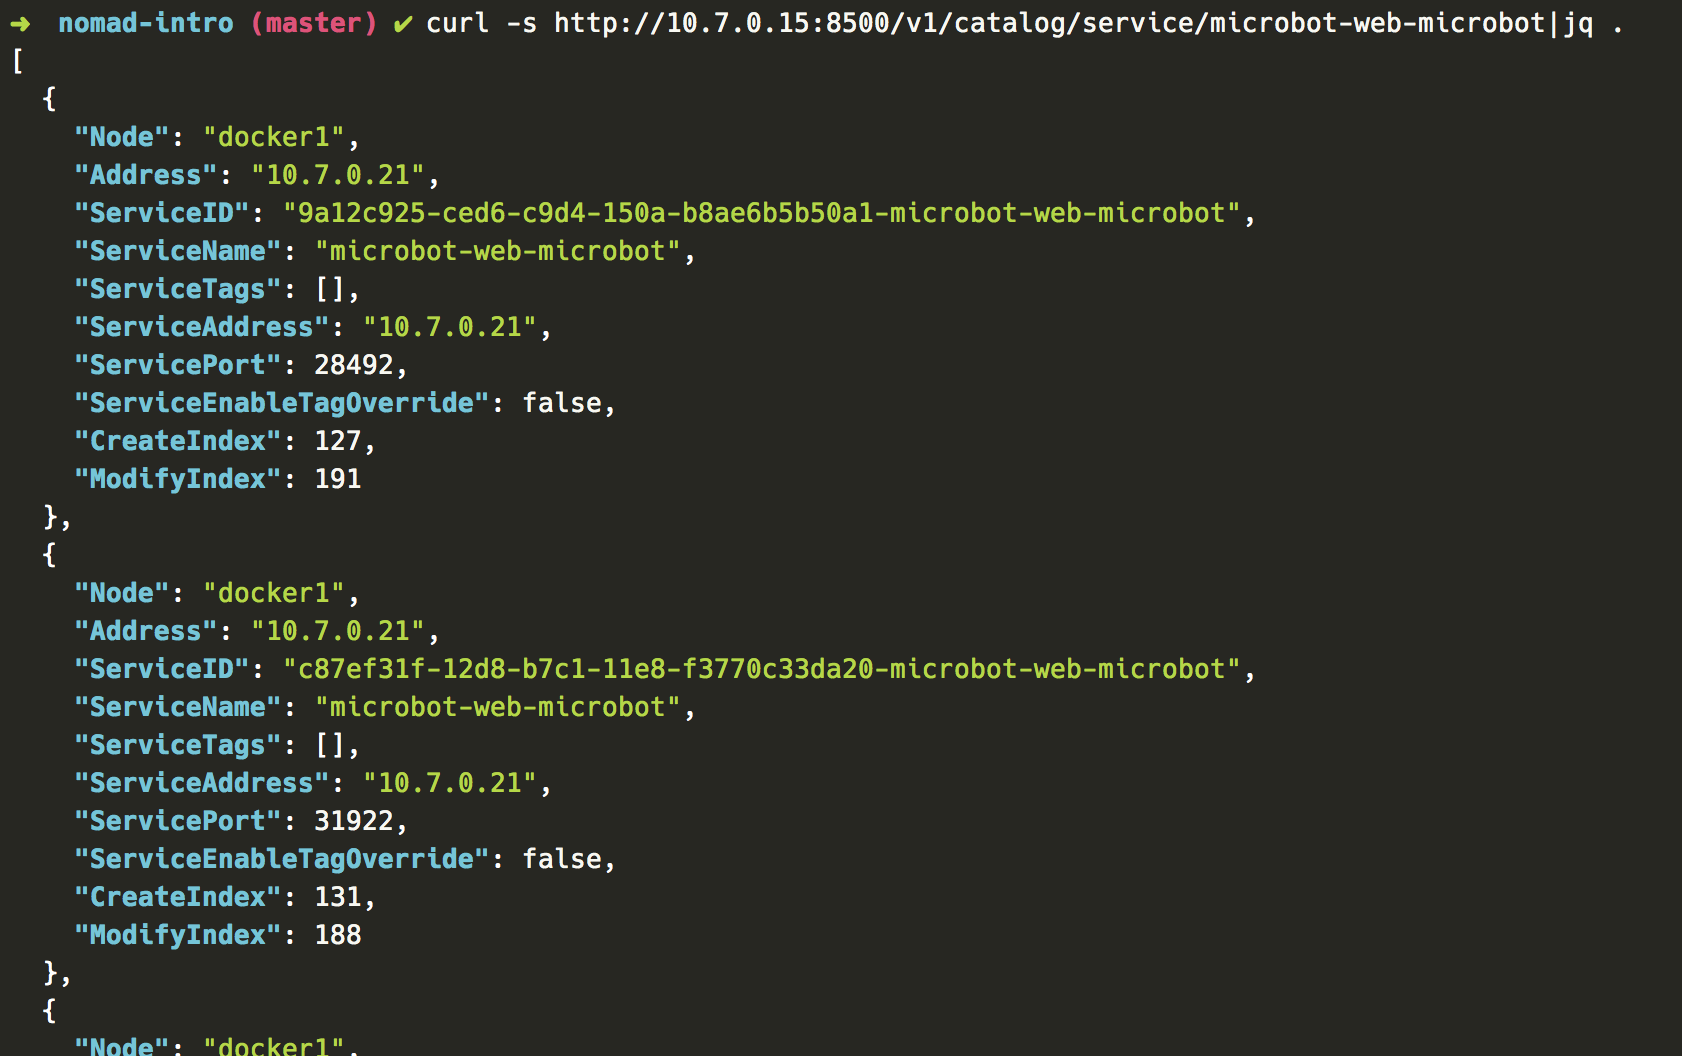 ➜  nomad-intro (master) ✔ curl -s http://10.7.0.15:8500/v1/catalog/service/microbot-web-microbot|jq .
[
  {
    "Node": "docker1",
    "Address": "10.7.0.21",
    "ServiceID": "9a12c925-ced6-c9d4-150a-b8ae6b5b50a1-microbot-web-microbot",
    "ServiceName": "microbot-web-microbot",
    "ServiceTags": [],
    "ServiceAddress": "10.7.0.21",
    "ServicePort": 28492,
    "ServiceEnableTagOverride": false,
    "CreateIndex": 127,
    "ModifyIndex": 191
  },
  {
    "Node": "docker1",
    "Address": "10.7.0.21",
    "ServiceID": "c87ef31f-12d8-b7c1-11e8-f3770c33da20-microbot-web-microbot",
    "ServiceName": "microbot-web-microbot",
    "ServiceTags": [],
    "ServiceAddress": "10.7.0.21",
    "ServicePort": 31922,
    "ServiceEnableTagOverride": false,
    "CreateIndex": 131,
    "ModifyIndex": 188
  },
  {
    "Node": "docker1",